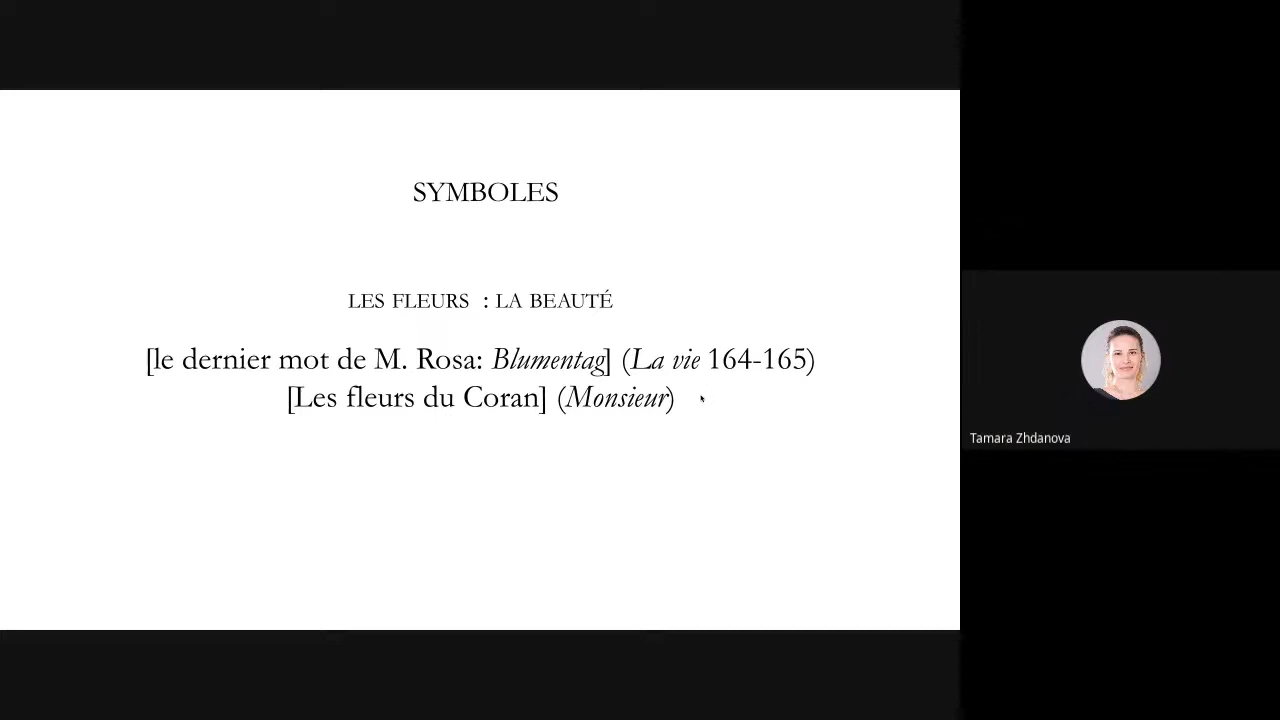 SYMBOLES
LES FLEURS : LA BEAUTÉ
[le dernier mot de M. Rosa: Blumentag] (La vie 164-165)
[Les fleurs du Coran] (Monsieur)
Tamara Zhdanova